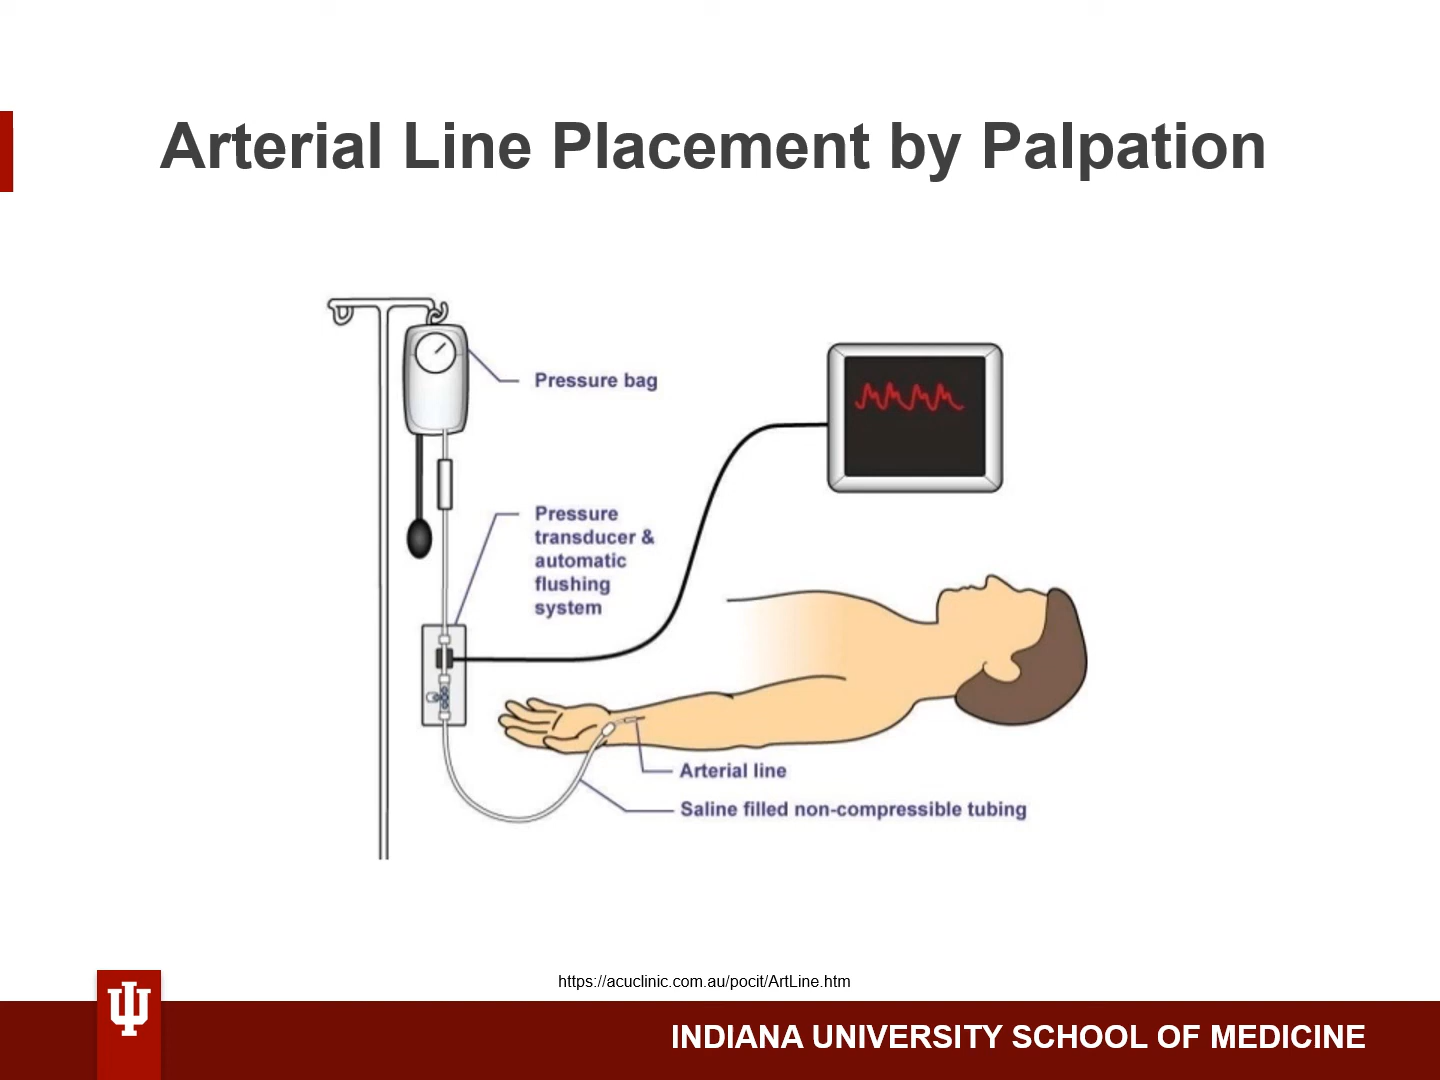 Arterial Line Placement by Palpation
Pressure bag
Pressure
transducer &
automatic
flushing
system
Arterial line
Saline filled non-compressible tubing
https://acuclinic.com.au/pocit/ArtLine.htm
INDIANA UNIVERSITY SCHOOL OF MEDICINE